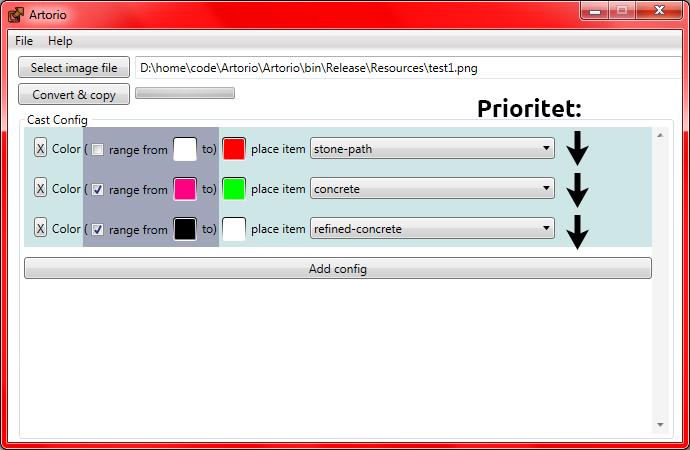 Artorio
File Help
Select image file D:\home\code\Artorio\Artorio\bin\Release\Resources\test1.png
Convert & copy
Prioritet:
Cast Config
X Color ( range from to) place item stone-path
X Color ( range from to) place item concrete
X Color ( range from to) place item refined-concrete
Add config